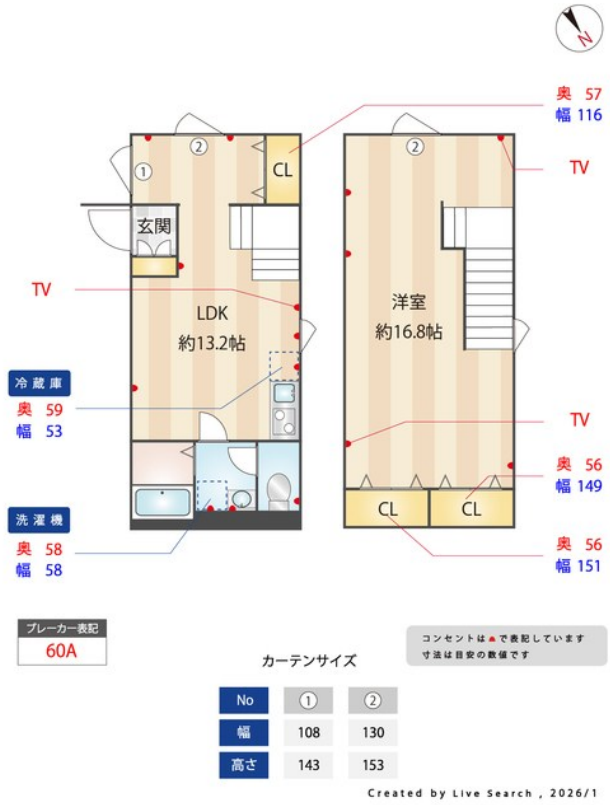 N
奥 57
幅 116
②
②
①
CL
TV
玄関
TV
LDK
約13.2帖
洋室
約16.8帖
冷蔵庫
奥 59
幅 53
TV
奥 56
幅 149
CL
CL
洗濯機
奥 58
幅 58
奥 56
幅 151
ブレーカー表記
60A
コンセントは▲で表記しています
寸法は目安の数値です
カーテンサイズ
No ① ②
幅 108 130
高さ 143 153
Created by Live Search , 2026/1